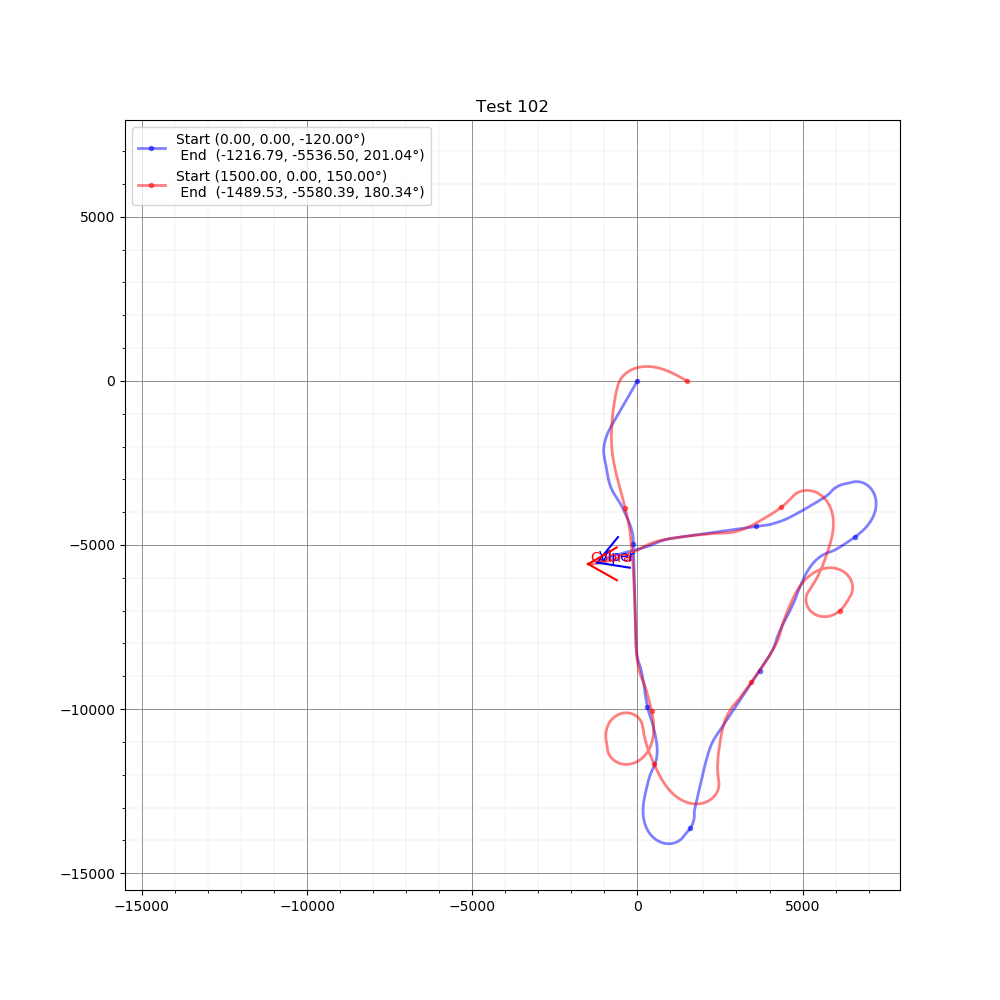 Test 102
Start (0.00, 0.00, -120.00°)
End  (-1216.79, -5536.50, 201.04°)
Start (1500.00, 0.00, 150.00°)
End  (-1489.53, -5580.39, 180.34°)
5000
0
−5000
−10000
−15000
−15000
−10000
−5000
0
5000